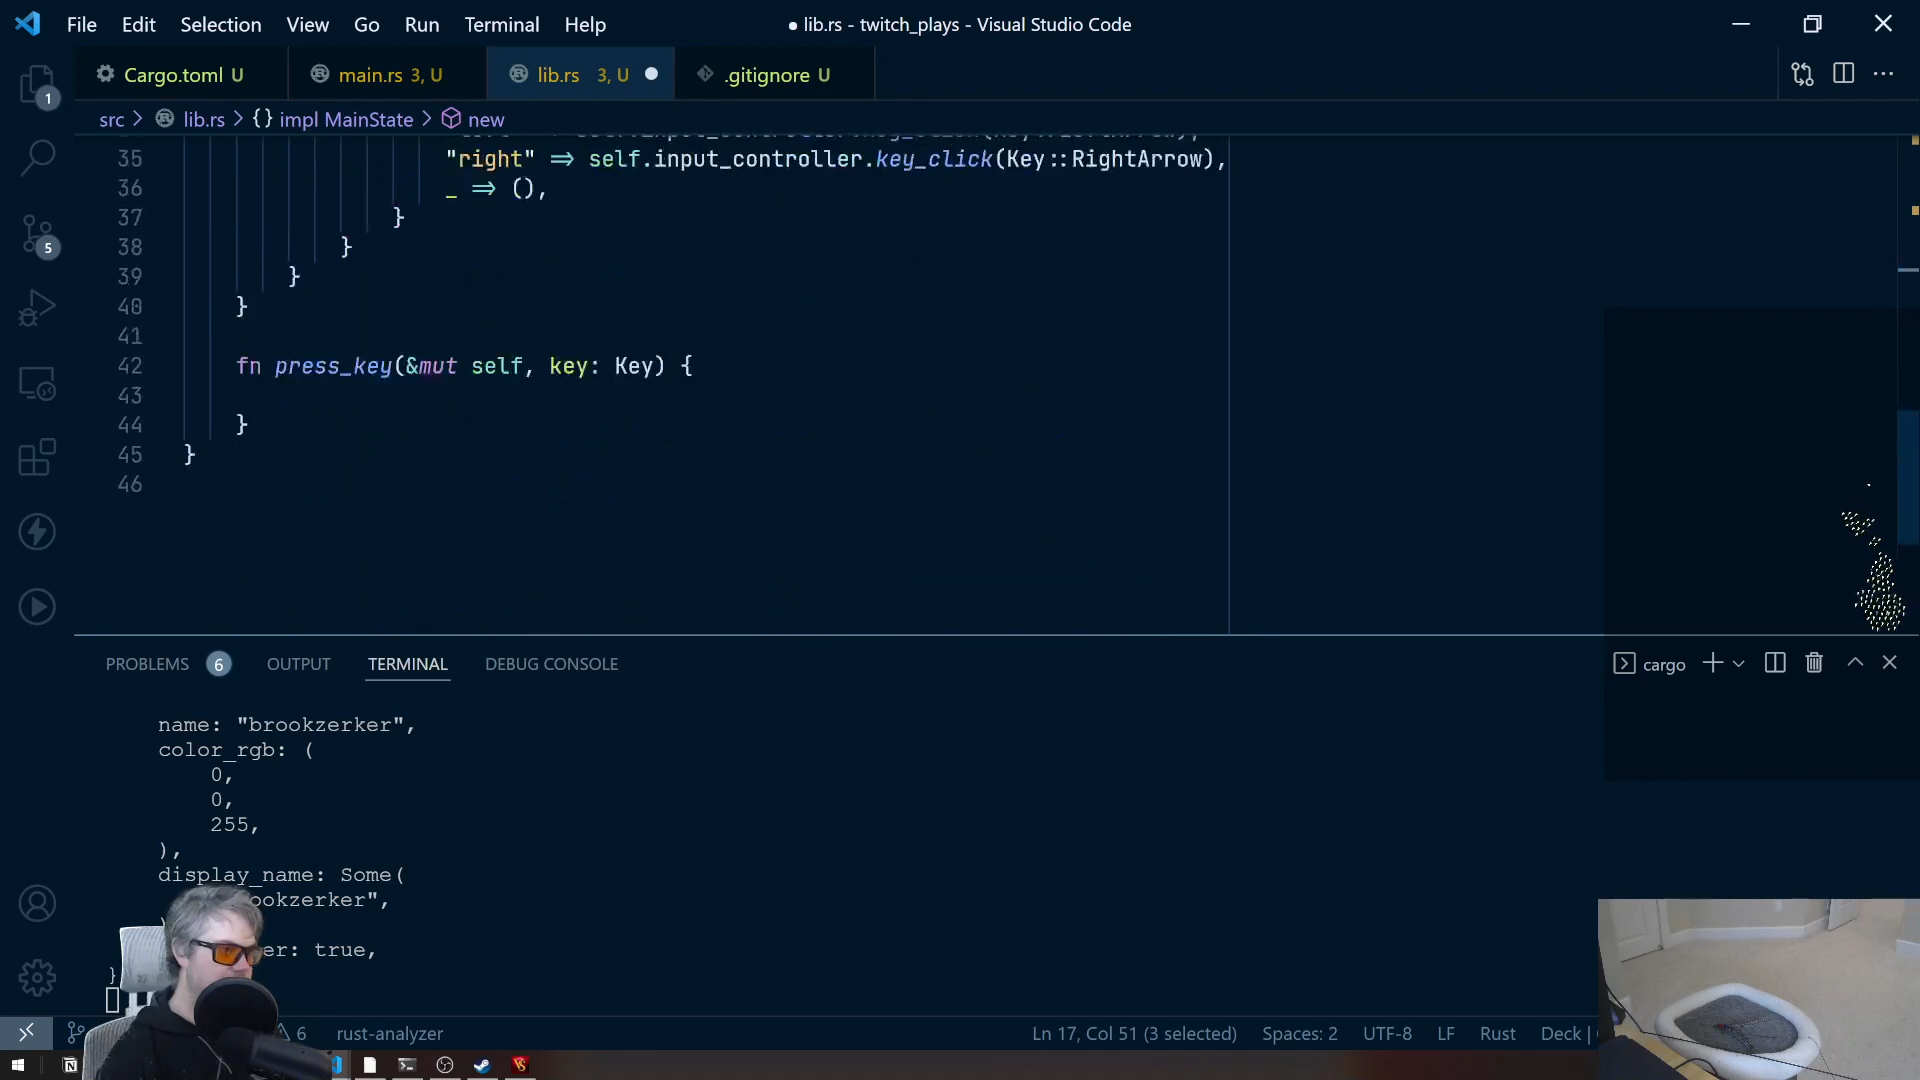 File Edit Selection View Go Run Terminal Help
● lib.rs - twitch_plays - Visual Studio Code
Cargo.toml U
main.rs 3, U
lib.rs 3, U
.gitignore U
src > lib.rs > {} impl MainState > new
35 "right" => self.input_controller.key_click(Key::RightArrow),
36 _ => (),
37 }
38 }
39 }
40 }
41
42 fn press_key(&mut self, key: Key) {
43
44 }
45 }
46
1
5
PROBLEMS 6 OUTPUT TERMINAL DEBUG CONSOLE
cargo
name: "brookzerker",
color_rgb: (
0,
0,
255,
),
display_name: Some(
ookzerker",
er: true,
}
6 rust-analyzer
Ln 17, Col 51 (3 selected) Spaces: 2 UTF-8 LF Rust Deck |